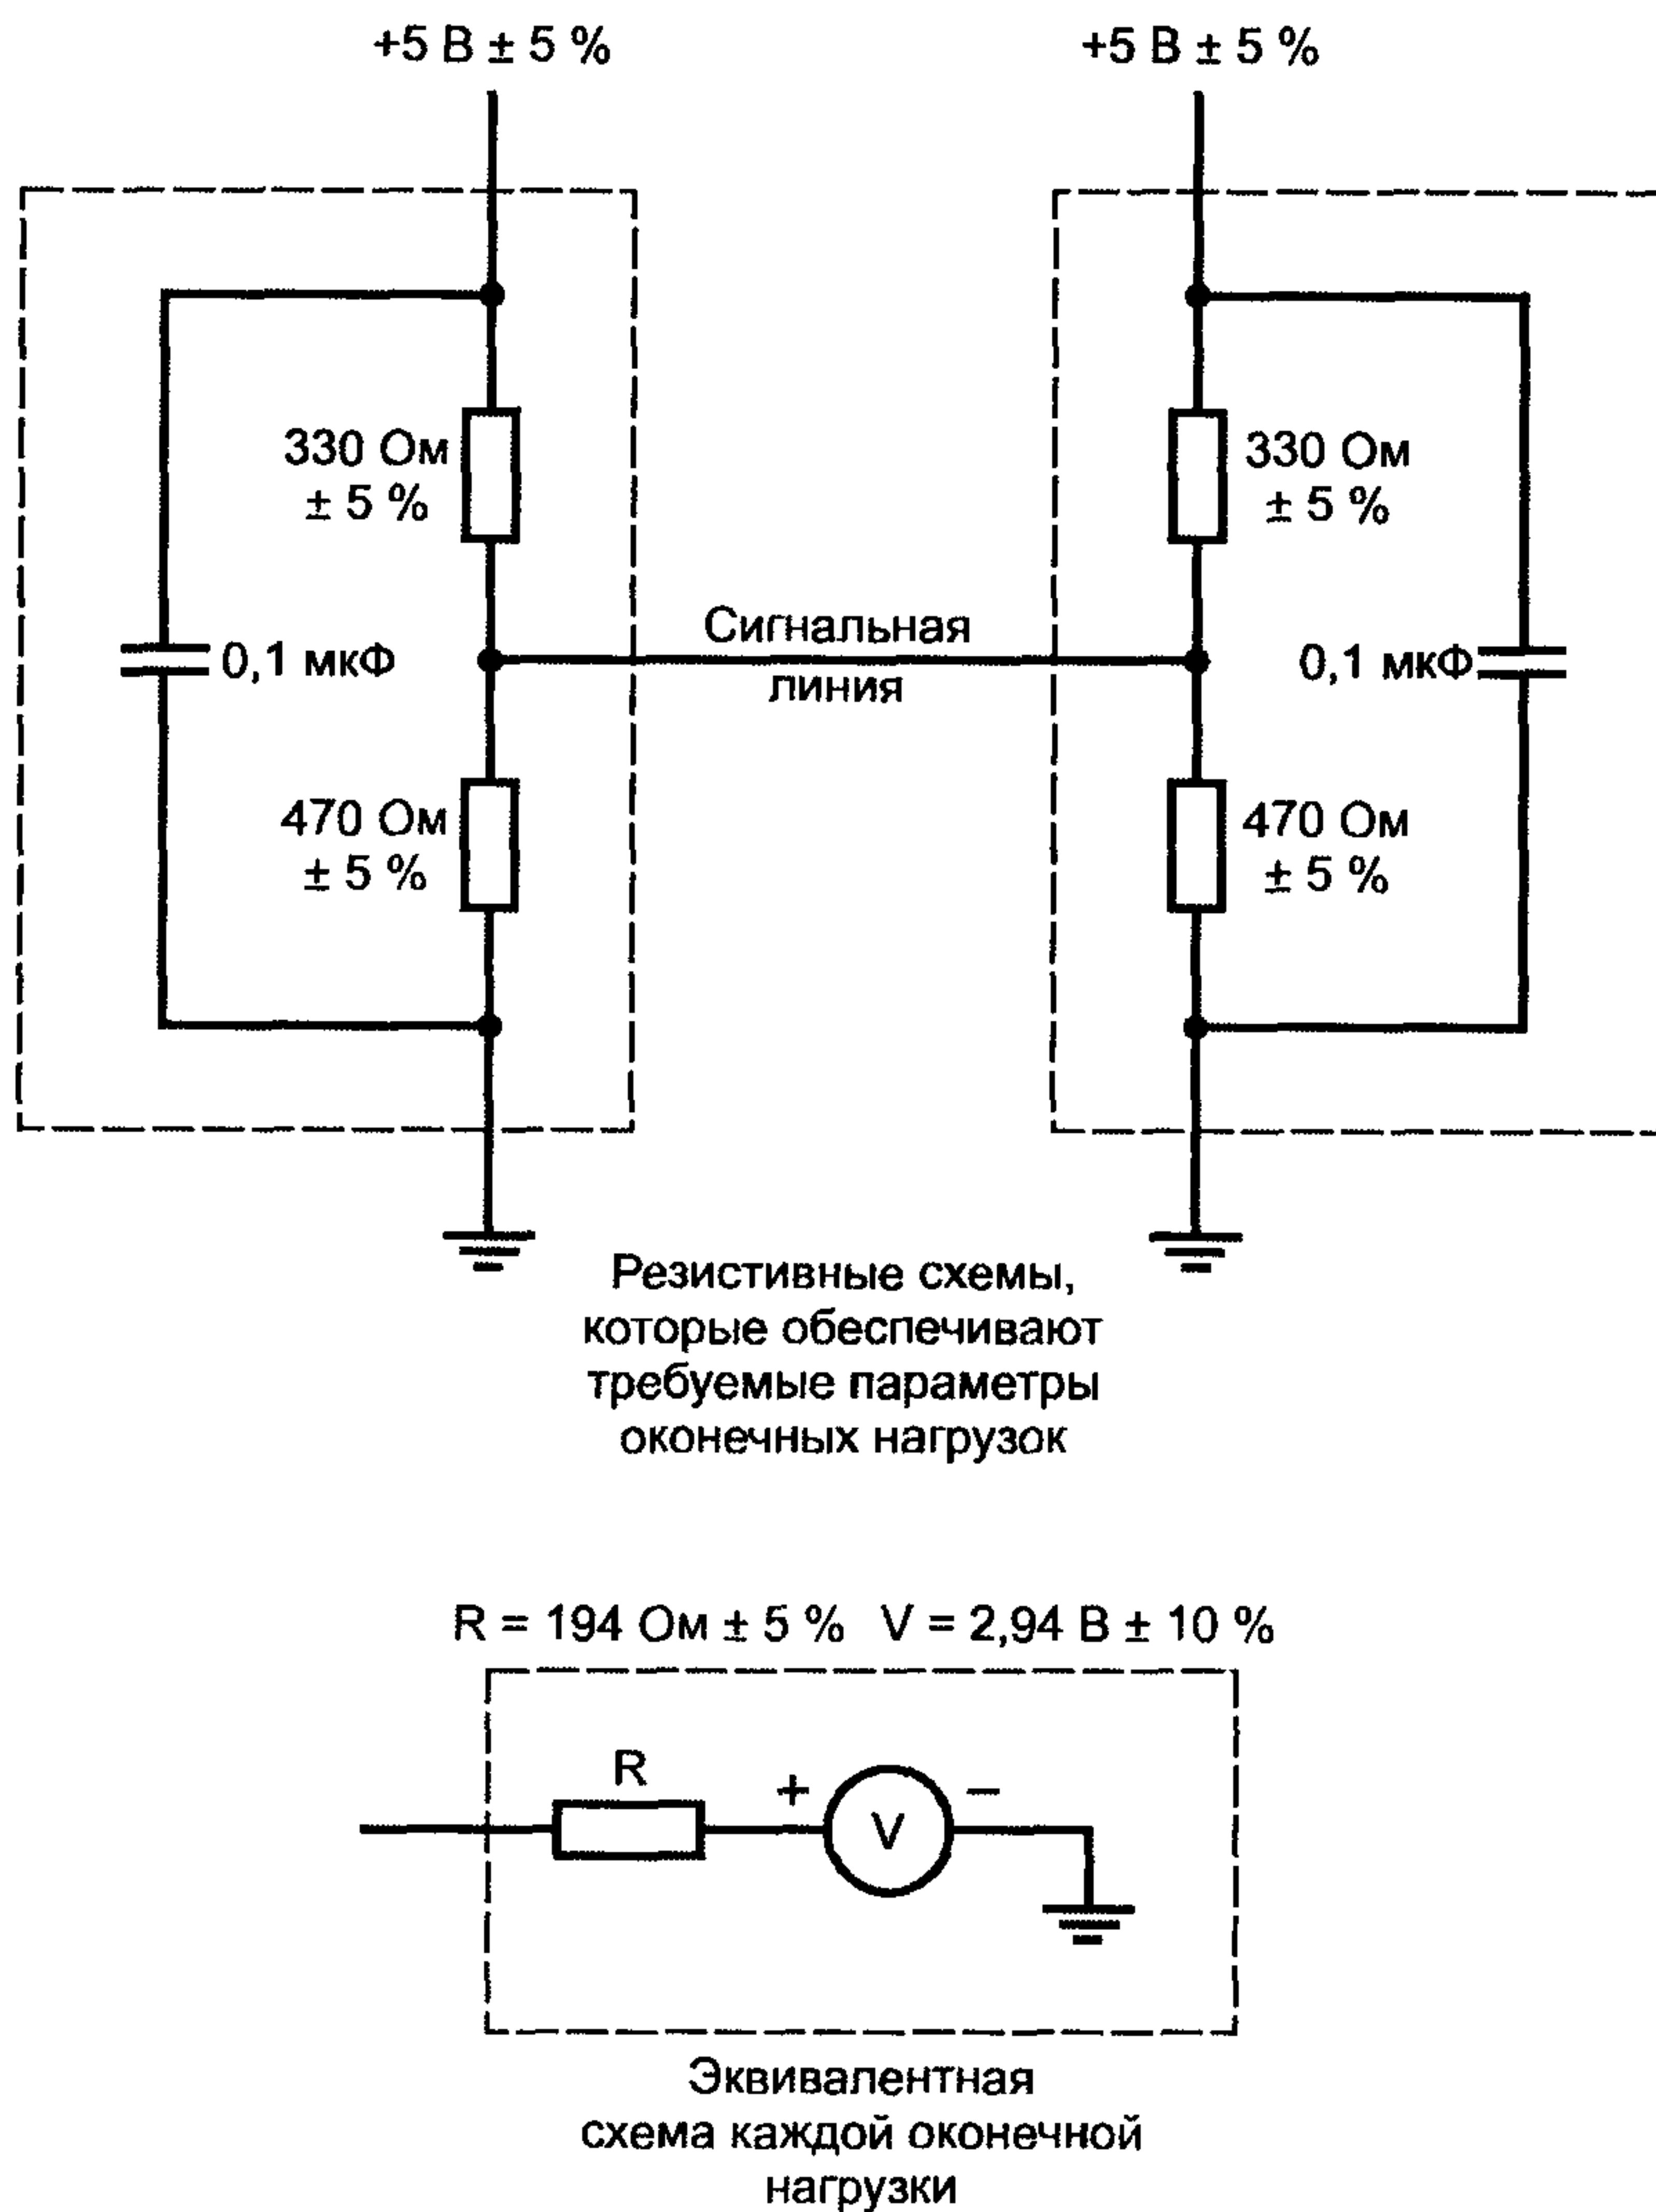 +5 В ± 5 %
+5 В ± 5 %
330 Ом
± 5 %
330 Ом
± 5 %
0,1 мкФ
Сигнальная
линия
0,1 мкФ
470 Ом
± 5 %
470 Ом
± 5 %
Резистивные схемы,
которые обеспечивают
требуемые параметры
оконечных нагрузок
R = 194 Ом ± 5 % V = 2,94 В ± 10 %
R
+
–
V
Эквивалентная
схема каждой оконечной
нагрузки